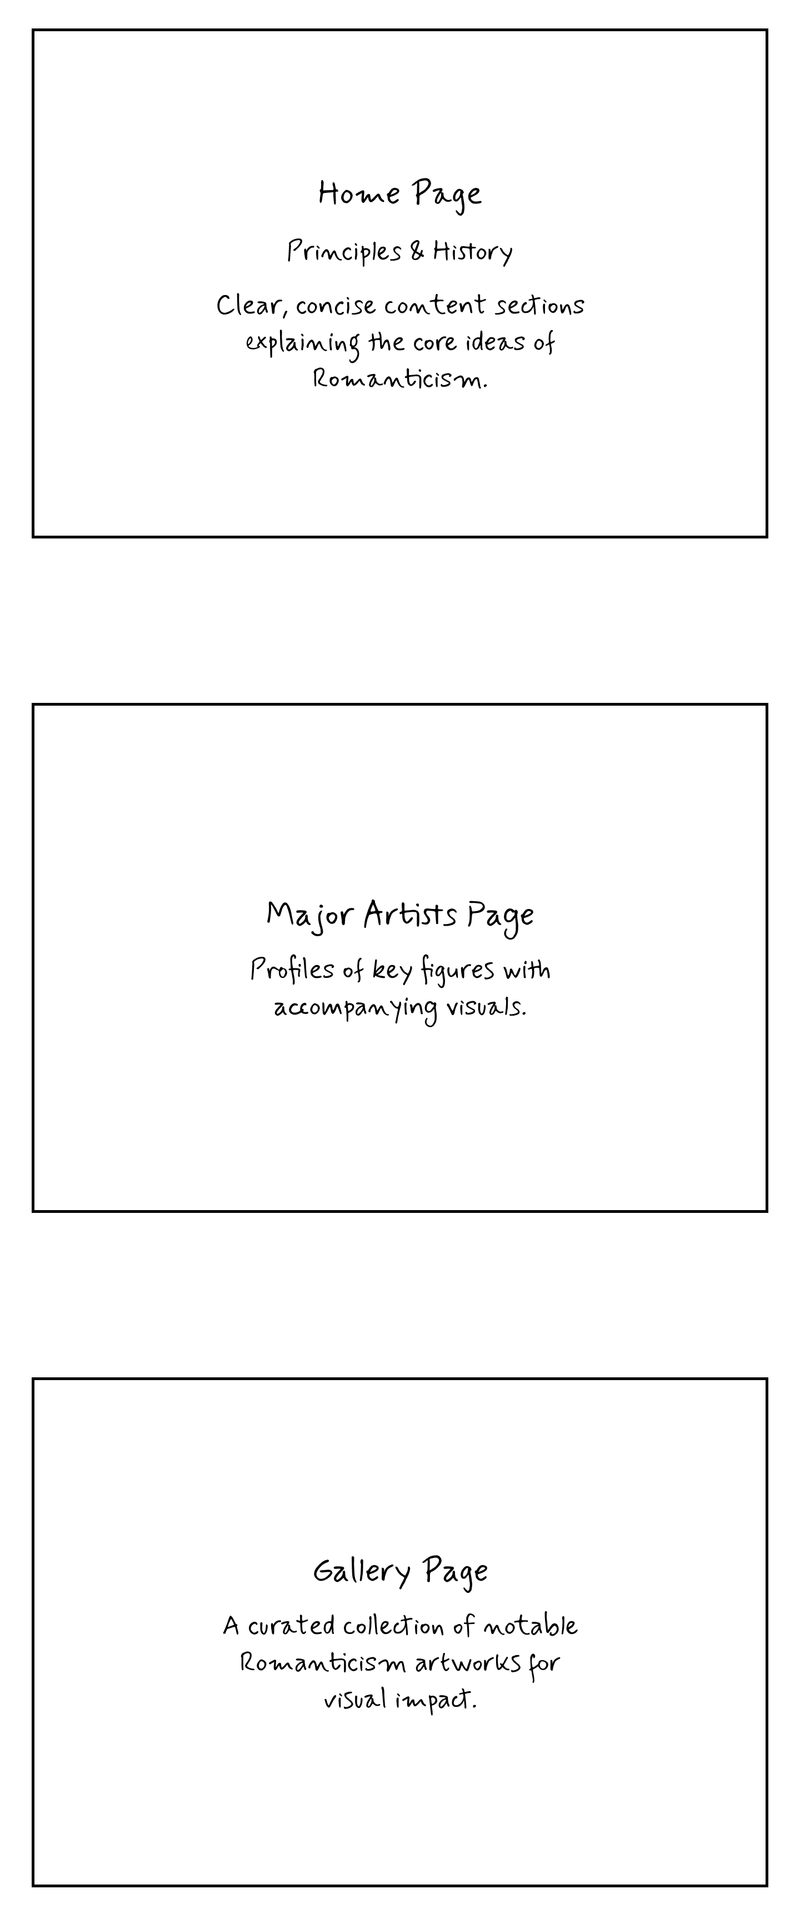 Home Page
Principles & History
Clear, concise content sections
explaining the core ideas of
Romanticism.
Major Artists Page
Profiles of key figures with
accompanying visuals.
Gallery Page
A curated collection of notable
Romanticism artworks for
visual impact.